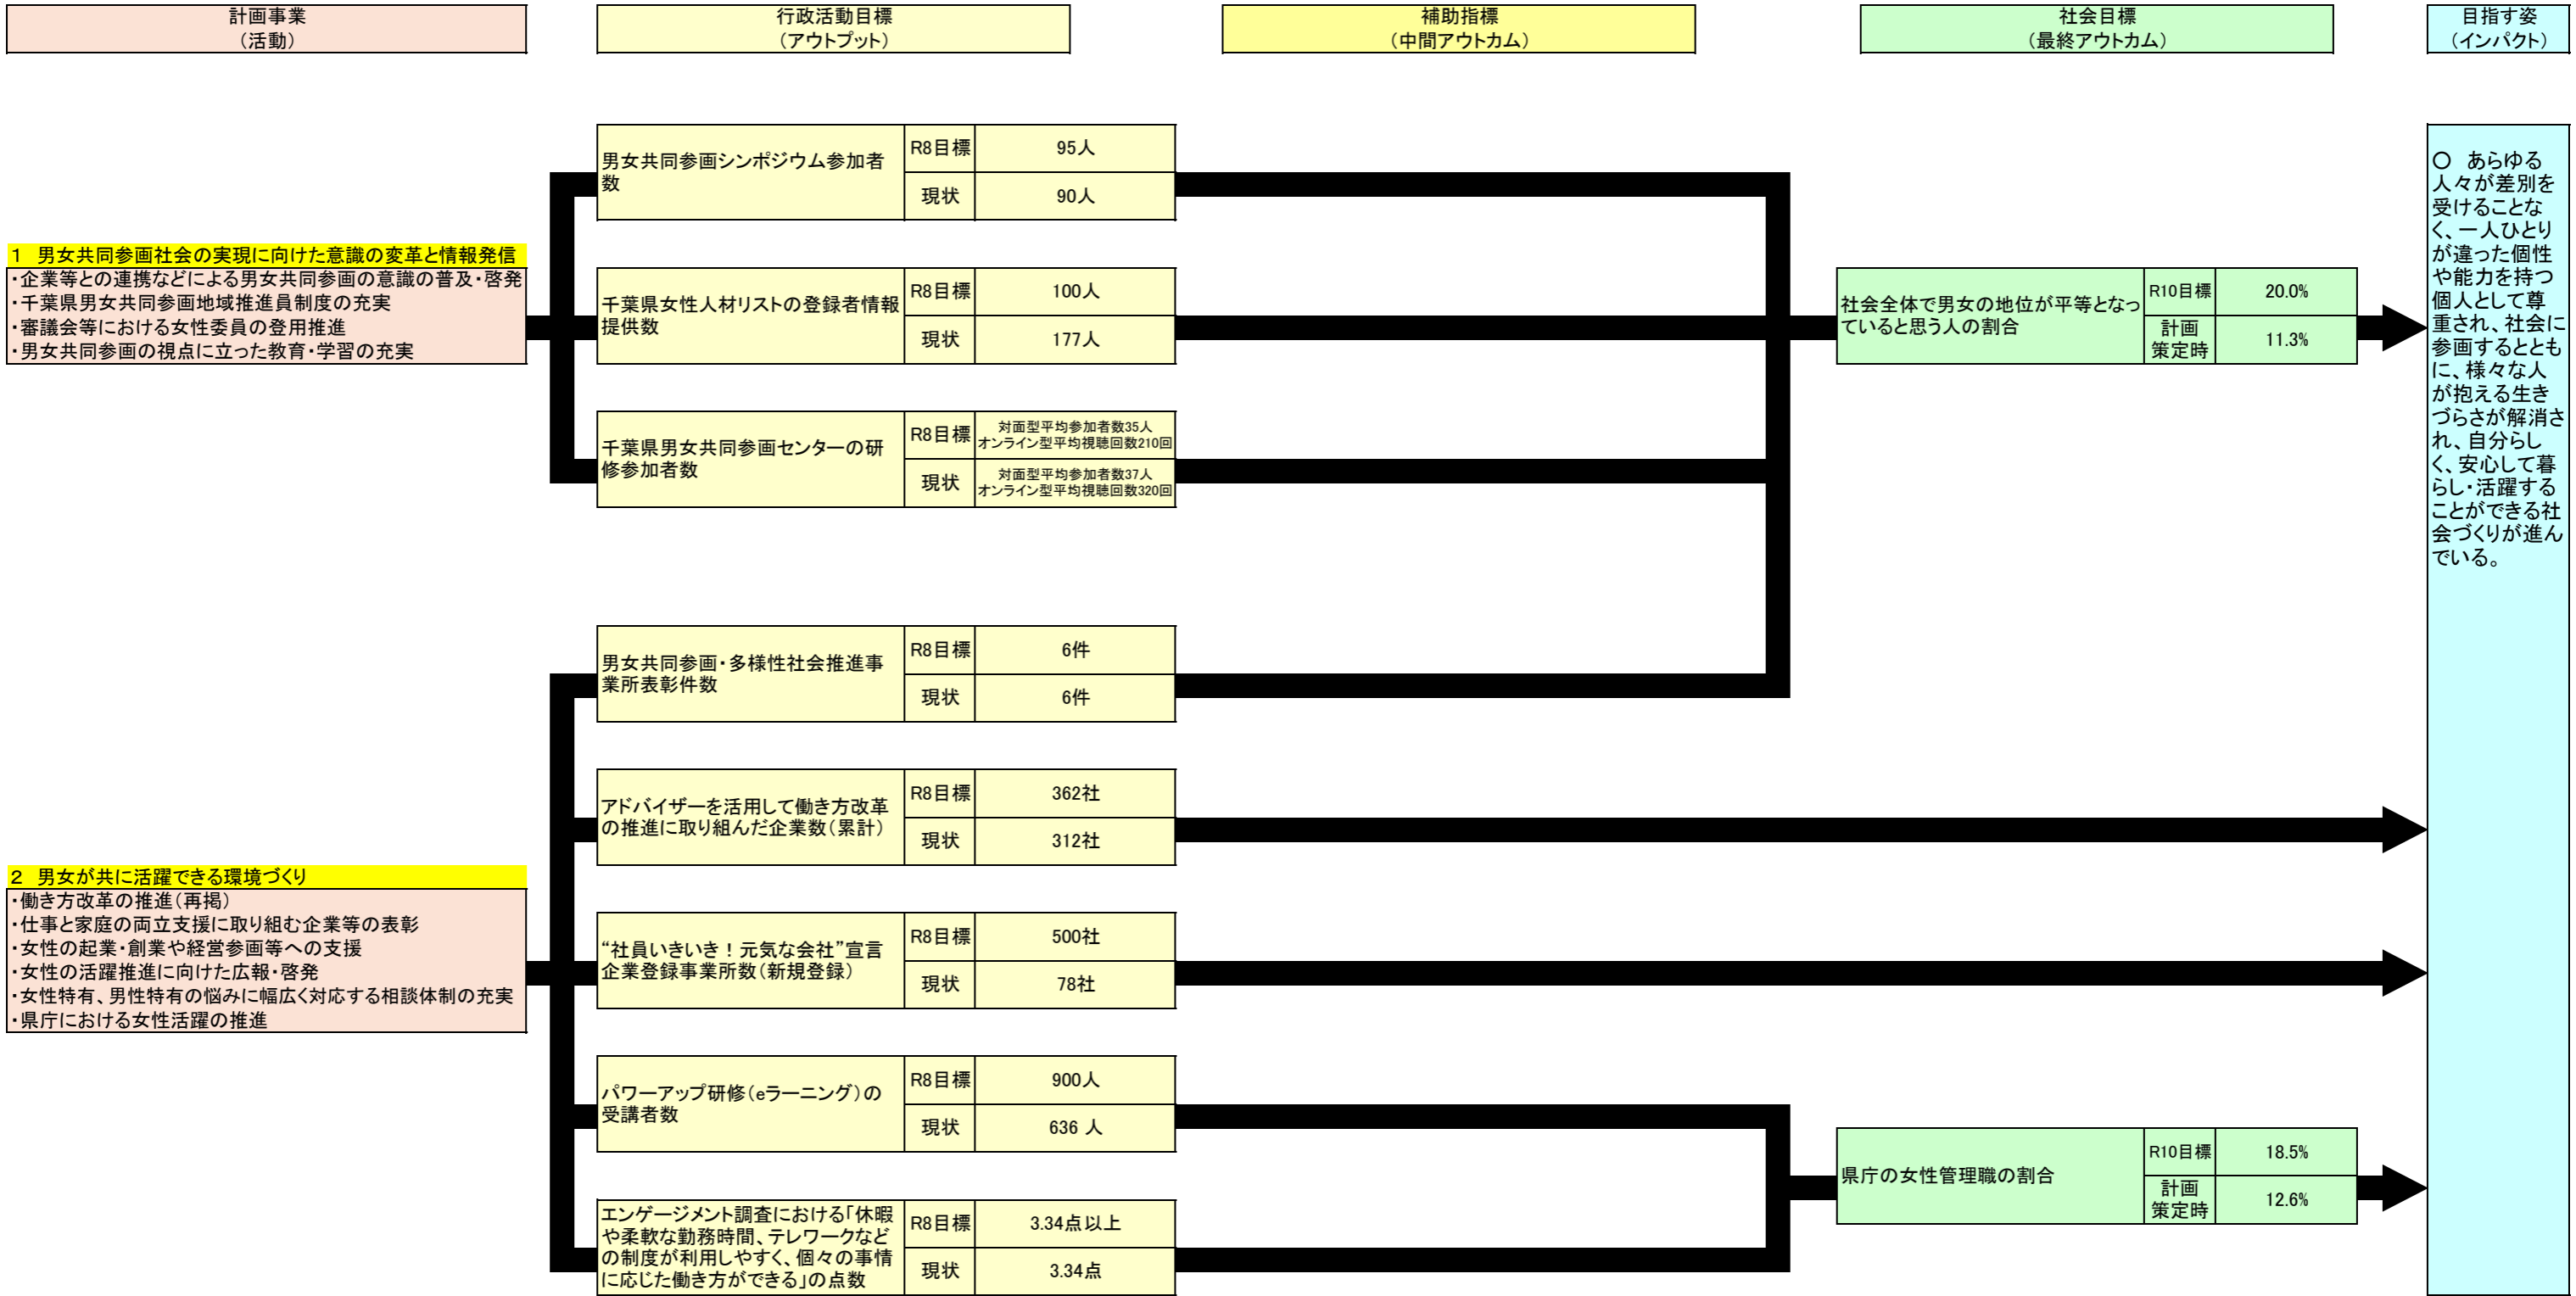 計画事業
（活動）
行政活動目標
（アウトプット）
補助指標
（中間アウトカム）
社会目標
（最終アウトカム）
目指す姿
（インパクト）
1　男女共同参画社会の実現に向けた意識の変革と情報発信
・企業等との連携などによる男女共同参画の意識の普及・啓発
・千葉県男女共同参画地域推進員制度の充実
・審議会等における女性委員の登用推進
・男女共同参画の視点に立った教育・学習の充実
男女共同参画シンポジウム参加者
数
R8目標
95人
現状
90人
千葉県女性人材リストの登録者情報
提供数
R8目標
100人
現状
177人
千葉県男女共同参画センターの研
修参加者数
R8目標
対面型平均参加者数35人
オンライン型平均視聴回数210回
現状
対面型平均参加者数37人
オンライン型平均視聴回数320回
社会全体で男女の地位が平等となっ
ていると思う人の割合
R10目標
20.0%
計画
策定時
11.3%
2　男女が共に活躍できる環境づくり
・働き方改革の推進（再掲）
・仕事と家庭の両立支援に取り組む企業等の表彰
・女性の起業・創業や経営参画等への支援
・女性の活躍推進に向けた広報・啓発
・女性特有、男性特有の悩みに幅広く対応する相談体制の充実
・県庁における女性活躍の推進
男女共同参画・多様性社会推進事
業所表彰件数
R8目標
6件
現状
6件
アドバイザーを活用して働き方改革
の推進に取り組んだ企業数（累計）
R8目標
362社
現状
312社
“社員いきいき！元気な会社”宣言
企業登録事業所数（新規登録）
R8目標
500社
現状
78社
パワーアップ研修（eラーニング）の
受講者数
R8目標
900人
現状
636 人
エンゲージメント調査における「休暇
や柔軟な勤務時間、テレワークなど
の制度が利用しやすく、個々の事情
に応じた働き方ができる」の点数
R8目標
3.34点以上
現状
3.34点
県庁の女性管理職の割合
R10目標
18.5%
計画
策定時
12.6%
○　あらゆる
人々が差別を
受けることな
く、一人ひとり
が違った個性
や能力を持つ
個人として尊
重され、社会に
参画するととも
に、様々な人
が抱える生き
づらさが解消さ
れ、自分らし
く、安心して暮
らし・活躍する
ことができる社
会づくりが進ん
でいる。